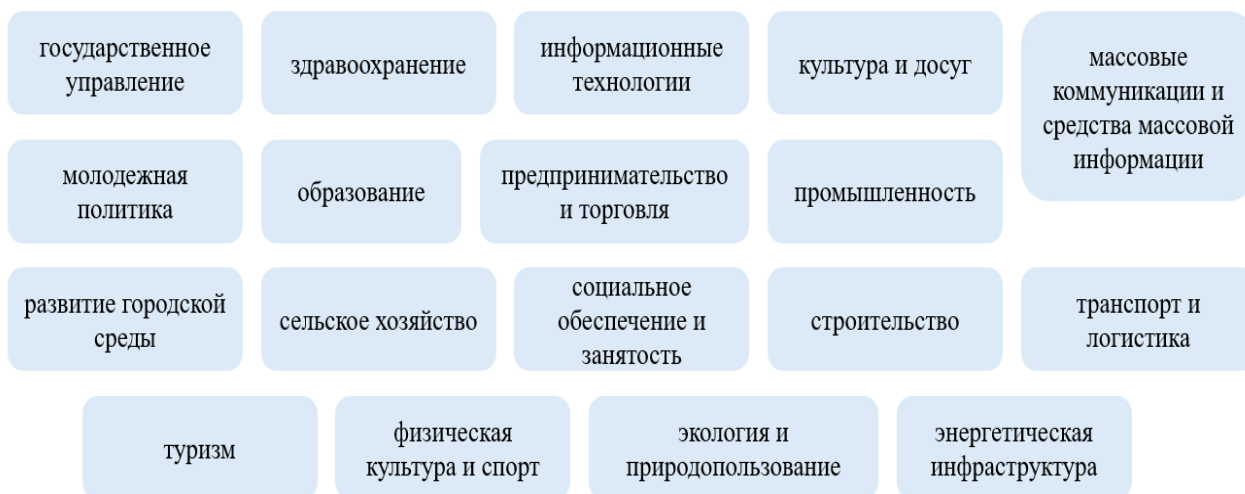 государственное
управление
здравоохранение
информационные
технологии
культура и досуг
массовые
коммуникации и
средства массовой
информации
молодежная
политика
образование
предпринимательство
и торговля
промышленность
развитие городской
среды
сельское хозяйство
социальное
обеспечение и
занятость
строительство
транспорт и
логистика
туризм
физическая
культура и спорт
экология и
природопользование
энергетическая
инфраструктура